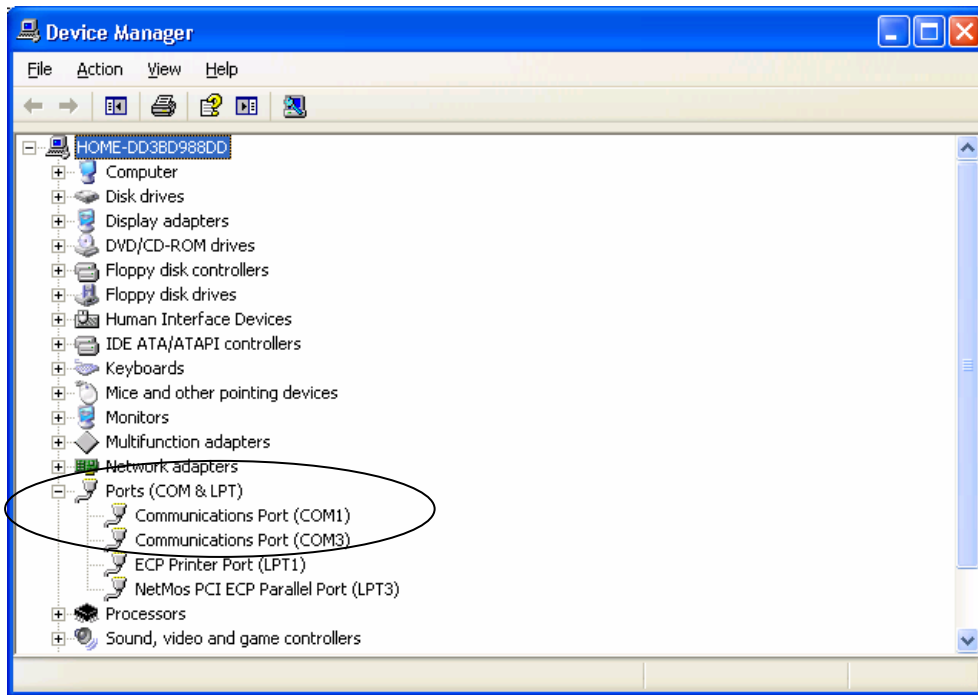 Device Manager
File Action View Help
HOME-DD3BD988DD
Computer
Disk drives
Display adapters
DVD/CD-ROM drives
Floppy disk controllers
Floppy disk drives
Human Interface Devices
IDE ATA/ATAPI controllers
Keyboards
Mice and other pointing devices
Monitors
Multifunction adapters
Network adapters
Ports (COM & LPT)
Communications Port (COM1)
Communications Port (COM3)
ECP Printer Port (LPT1)
NetMos PCI ECP Parallel Port (LPT3)
Processors
Sound, video and game controllers